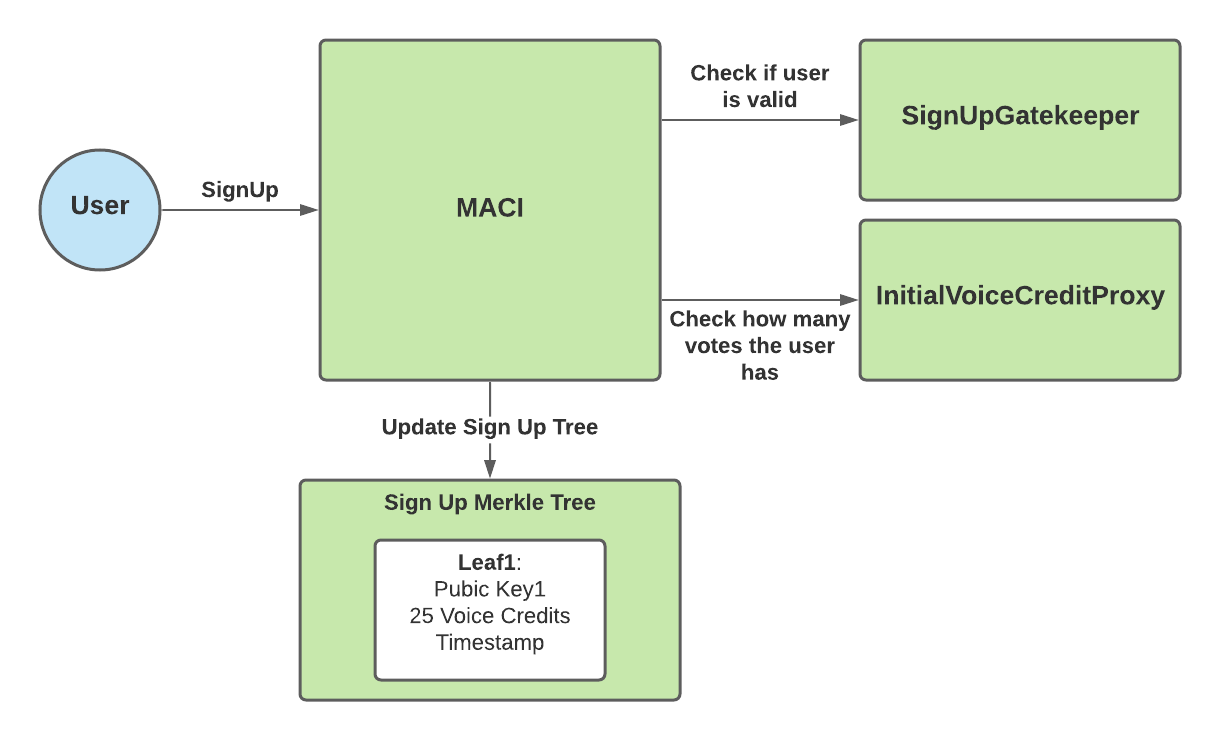 User
SignUp
MACI
Check if user
is valid
SignUpGatekeeper
InitialVoiceCreditProxy
Check how many
votes the user
has
Update Sign Up Tree
Sign Up Merkle Tree
Leaf1:
Pubic Key1
25 Voice Credits
Timestamp